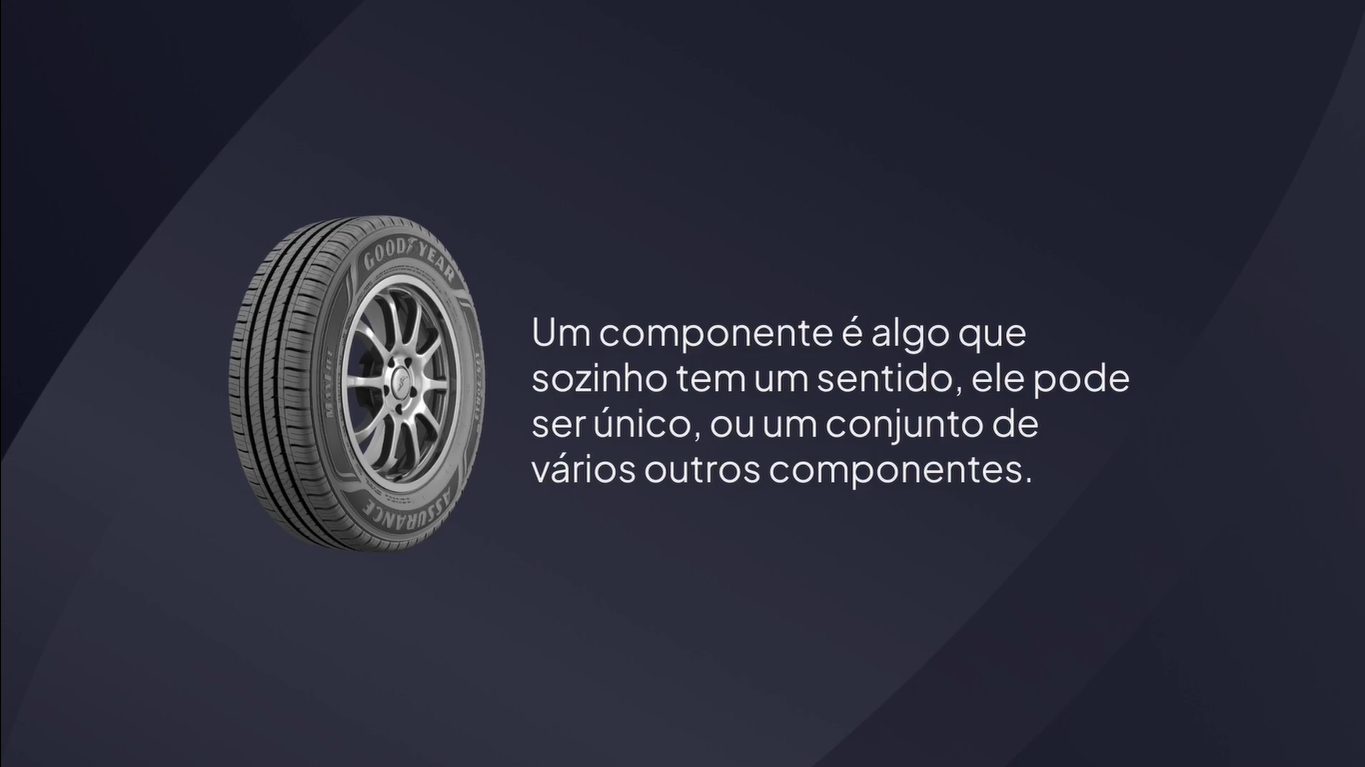 GOODYEAR
ASSURANCE
Um componente é algo que
sozinho tem um sentido, ele pode
ser único, ou um conjunto de
vários outros componentes.